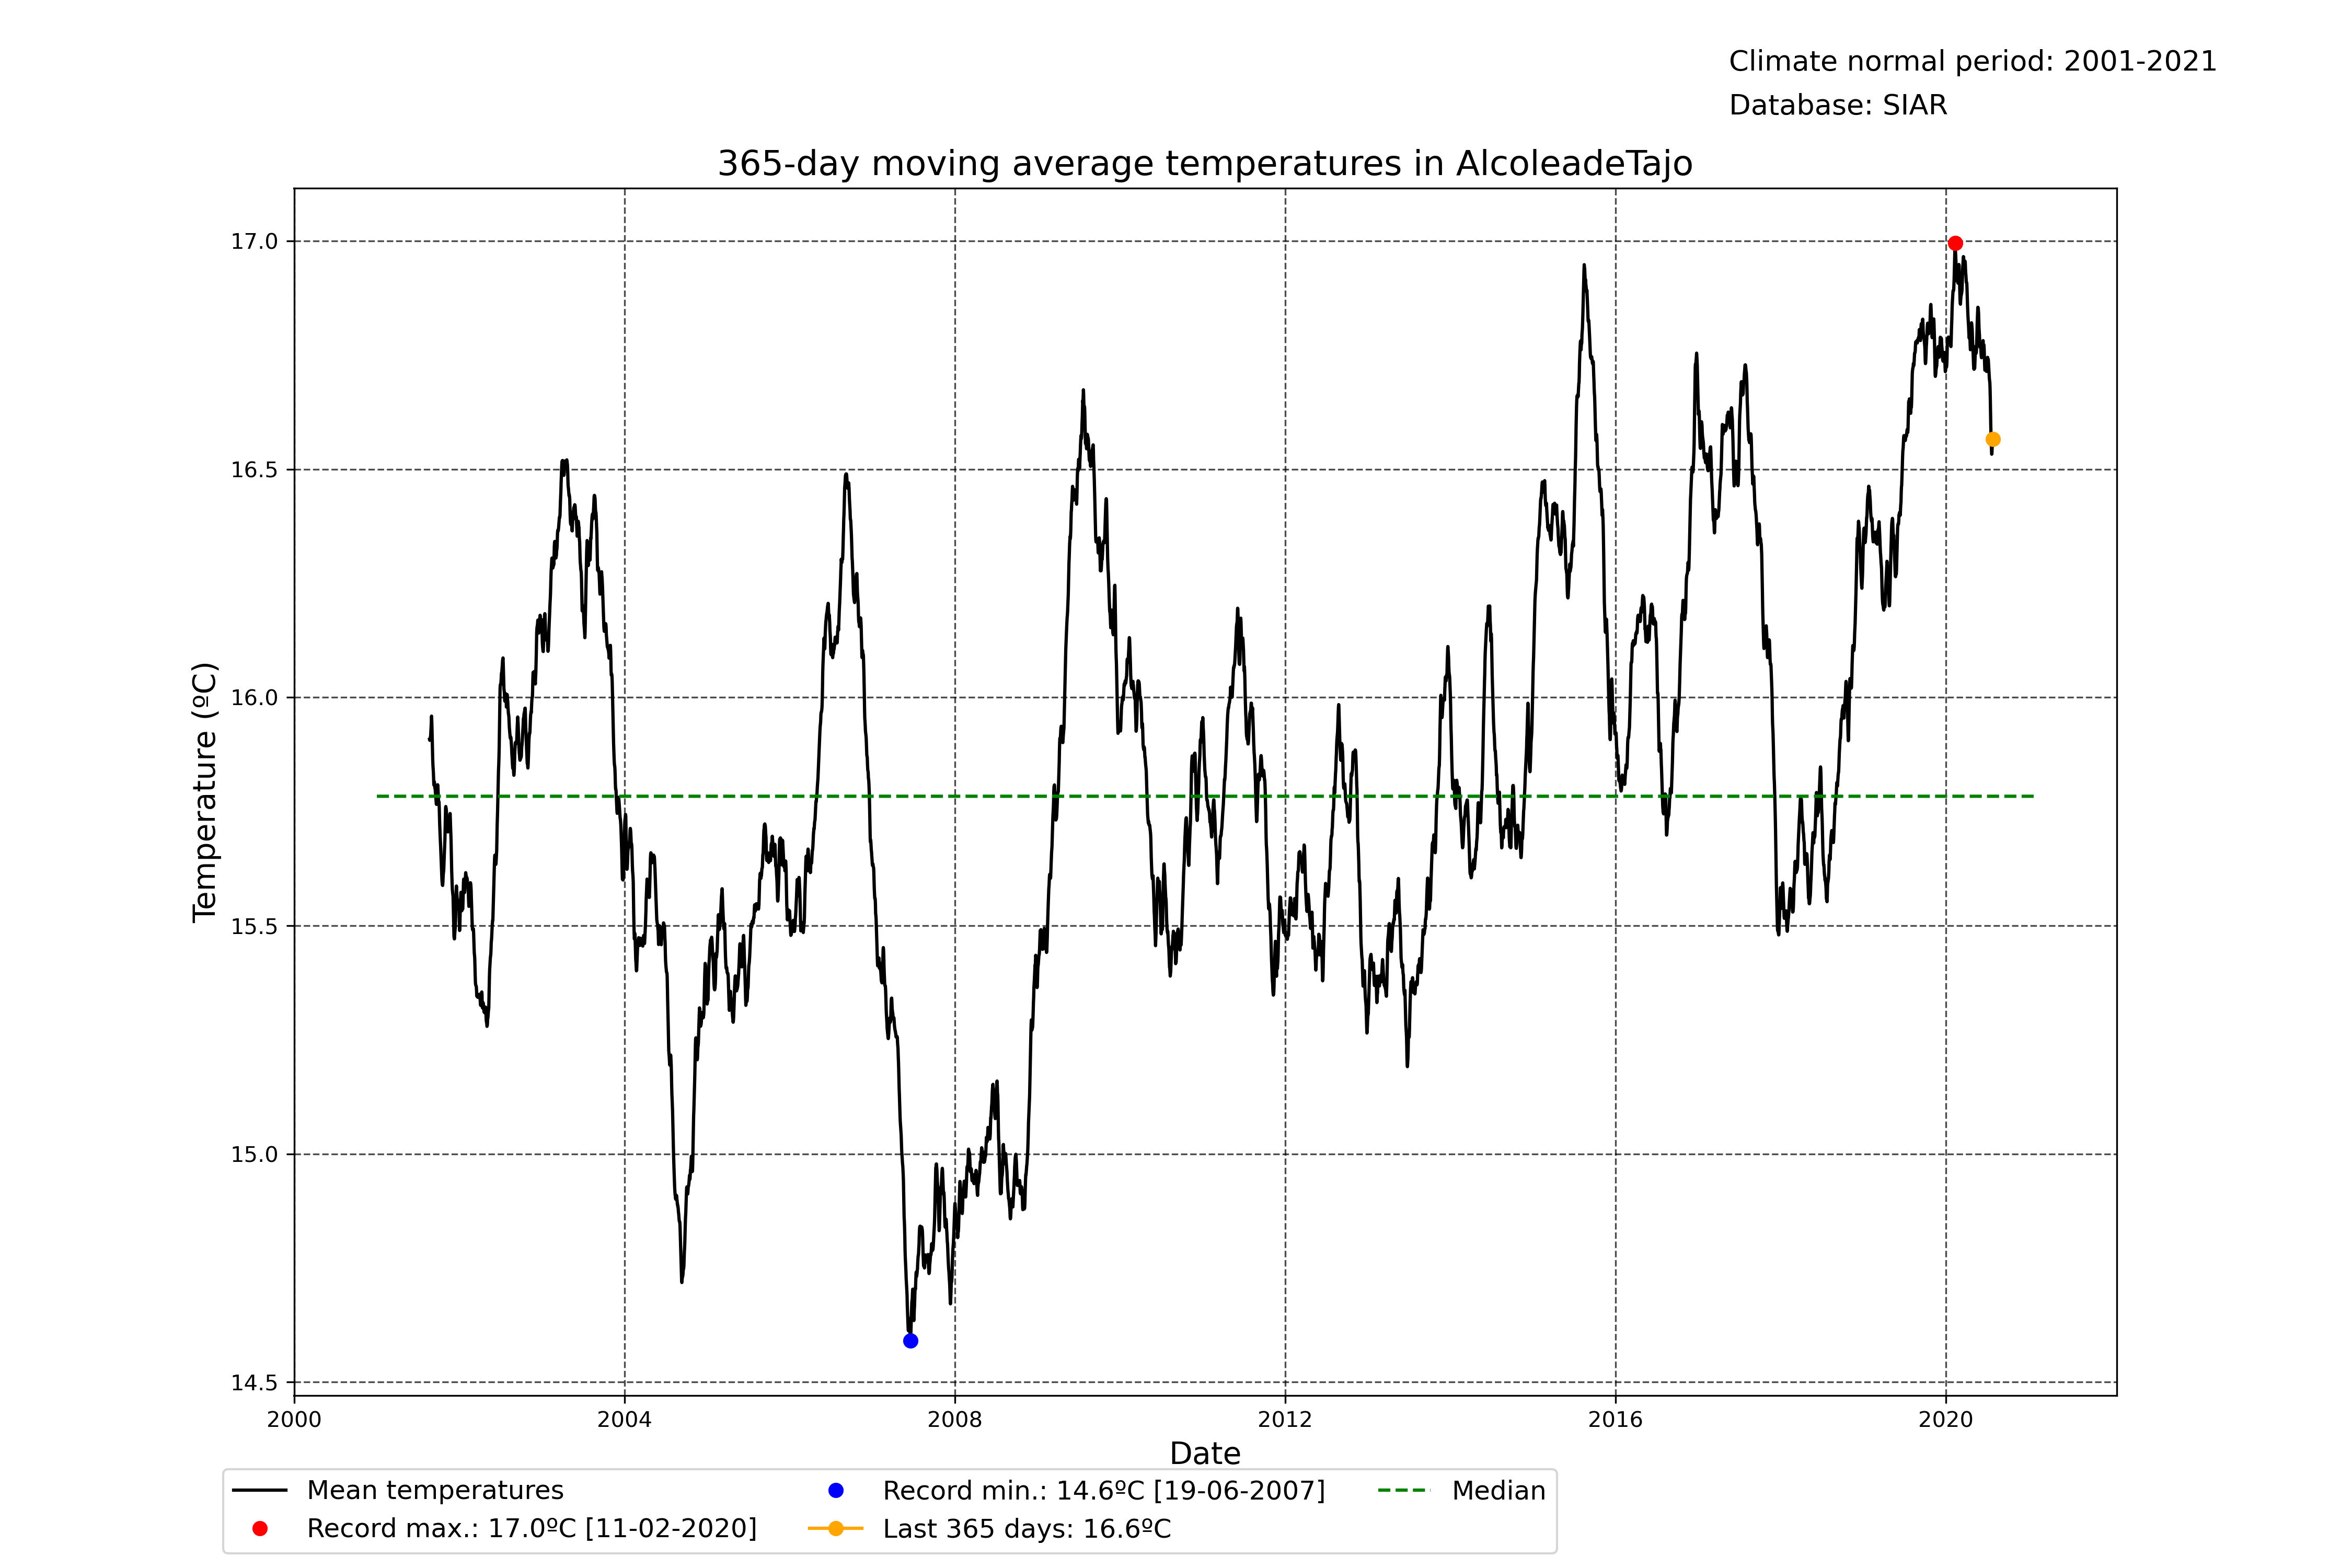 Climate normal period: 2001-2021
Database: SIAR
365-day moving average temperatures in AlcoleadeTajo
17.0
16.5
16.0
15.5
15.0
14.5
Temperature (ºC)
2000 2004 2008 2012 2016 2020
Date
Mean temperatures
Record max.: 17.0ºC [11-02-2020]
Record min.: 14.6ºC [19-06-2007]
Last 365 days: 16.6ºC
Median